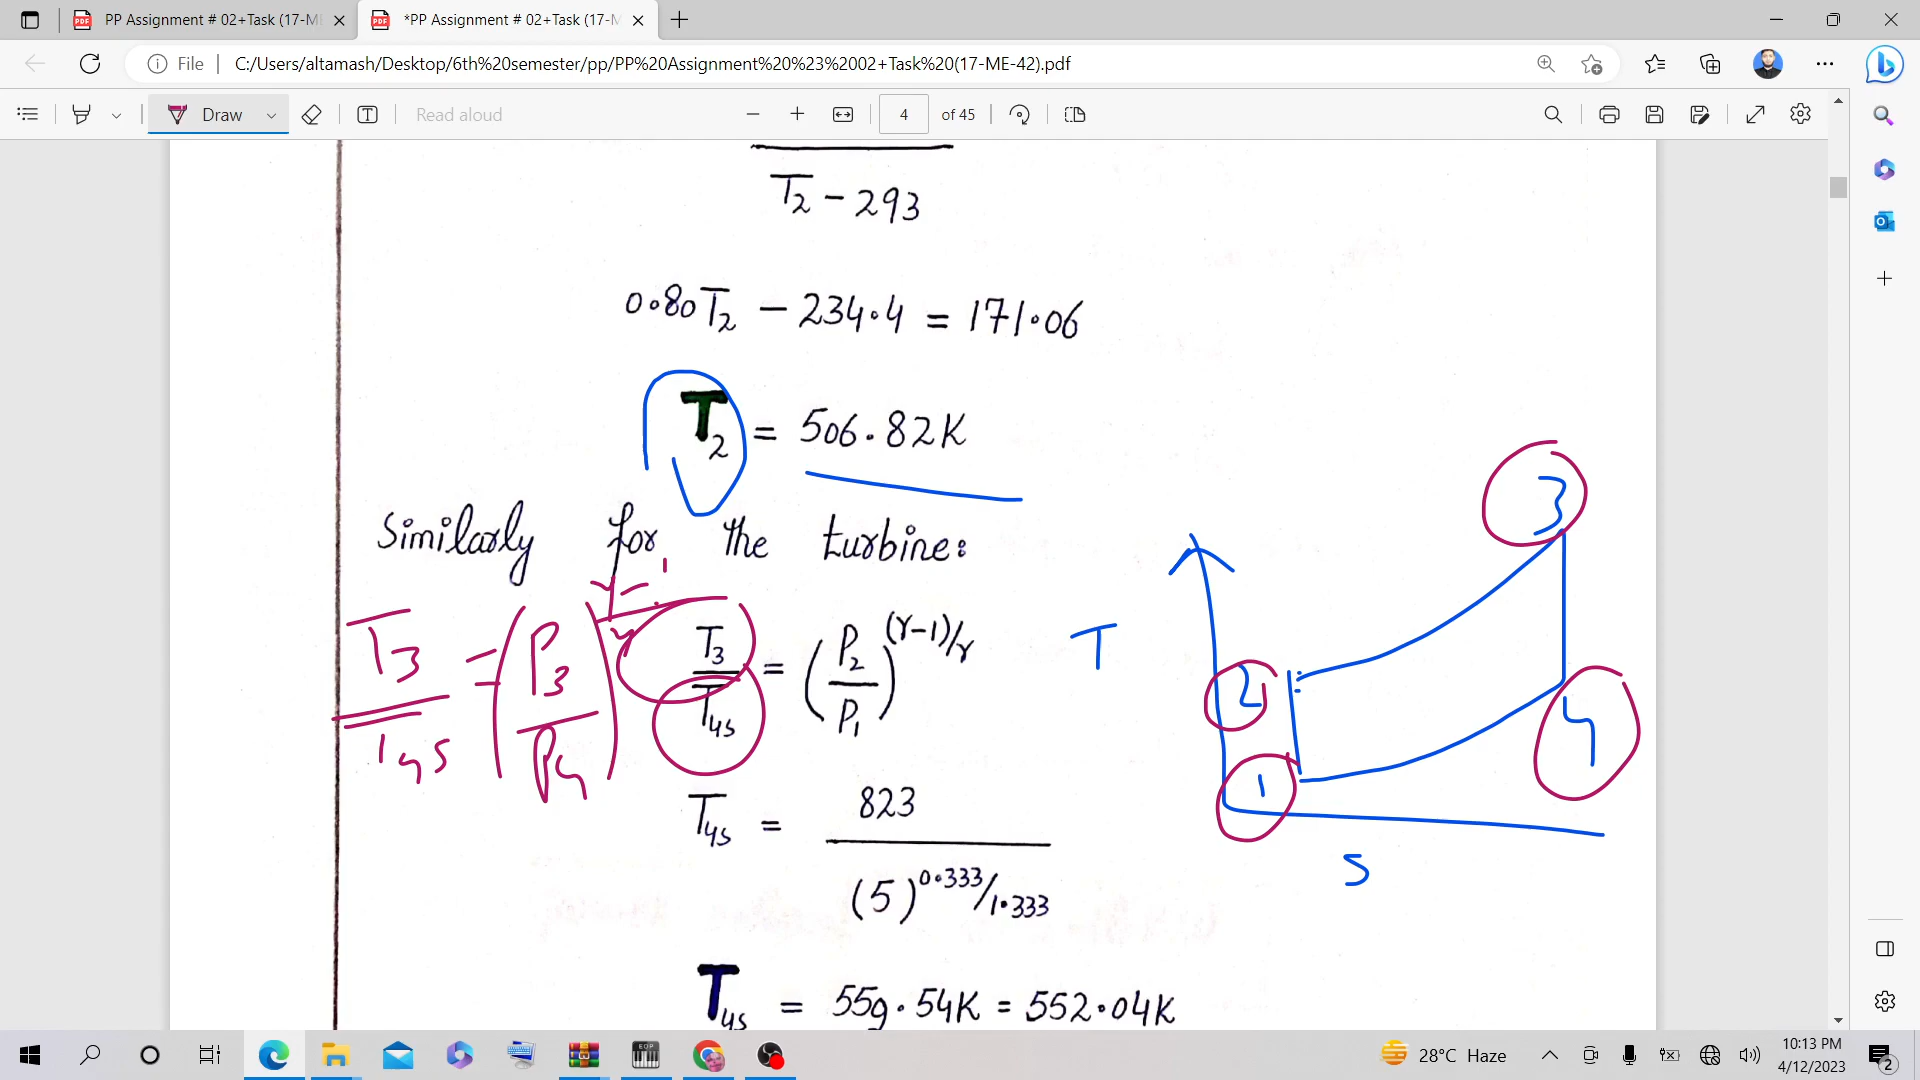 PP Assignment # 02+Task (17-M
*PP Assignment # 02+Task (17-M
File
C:/Users/altamash/Desktop/6th%20semester/pp/PP%20Assignment%20%23%2002+Task%20(17-ME-42).pdf
Draw
Read aloud
4 of 45
T2 - 293
0.80T2 - 234.4 = 171.06
T2 = 506.82K
Similarly for the turbine:
T3/T4s = (P3/P4)^γ-1/γ
T3/T4s = (P2/P1)^(γ-1)/γ
T4s = 823/(5)^0.333/1.333
T4s = 559.54K = 552.04K
T
3
2
4
1
S
28°C Haze
10:13 PM
4/12/2023
2